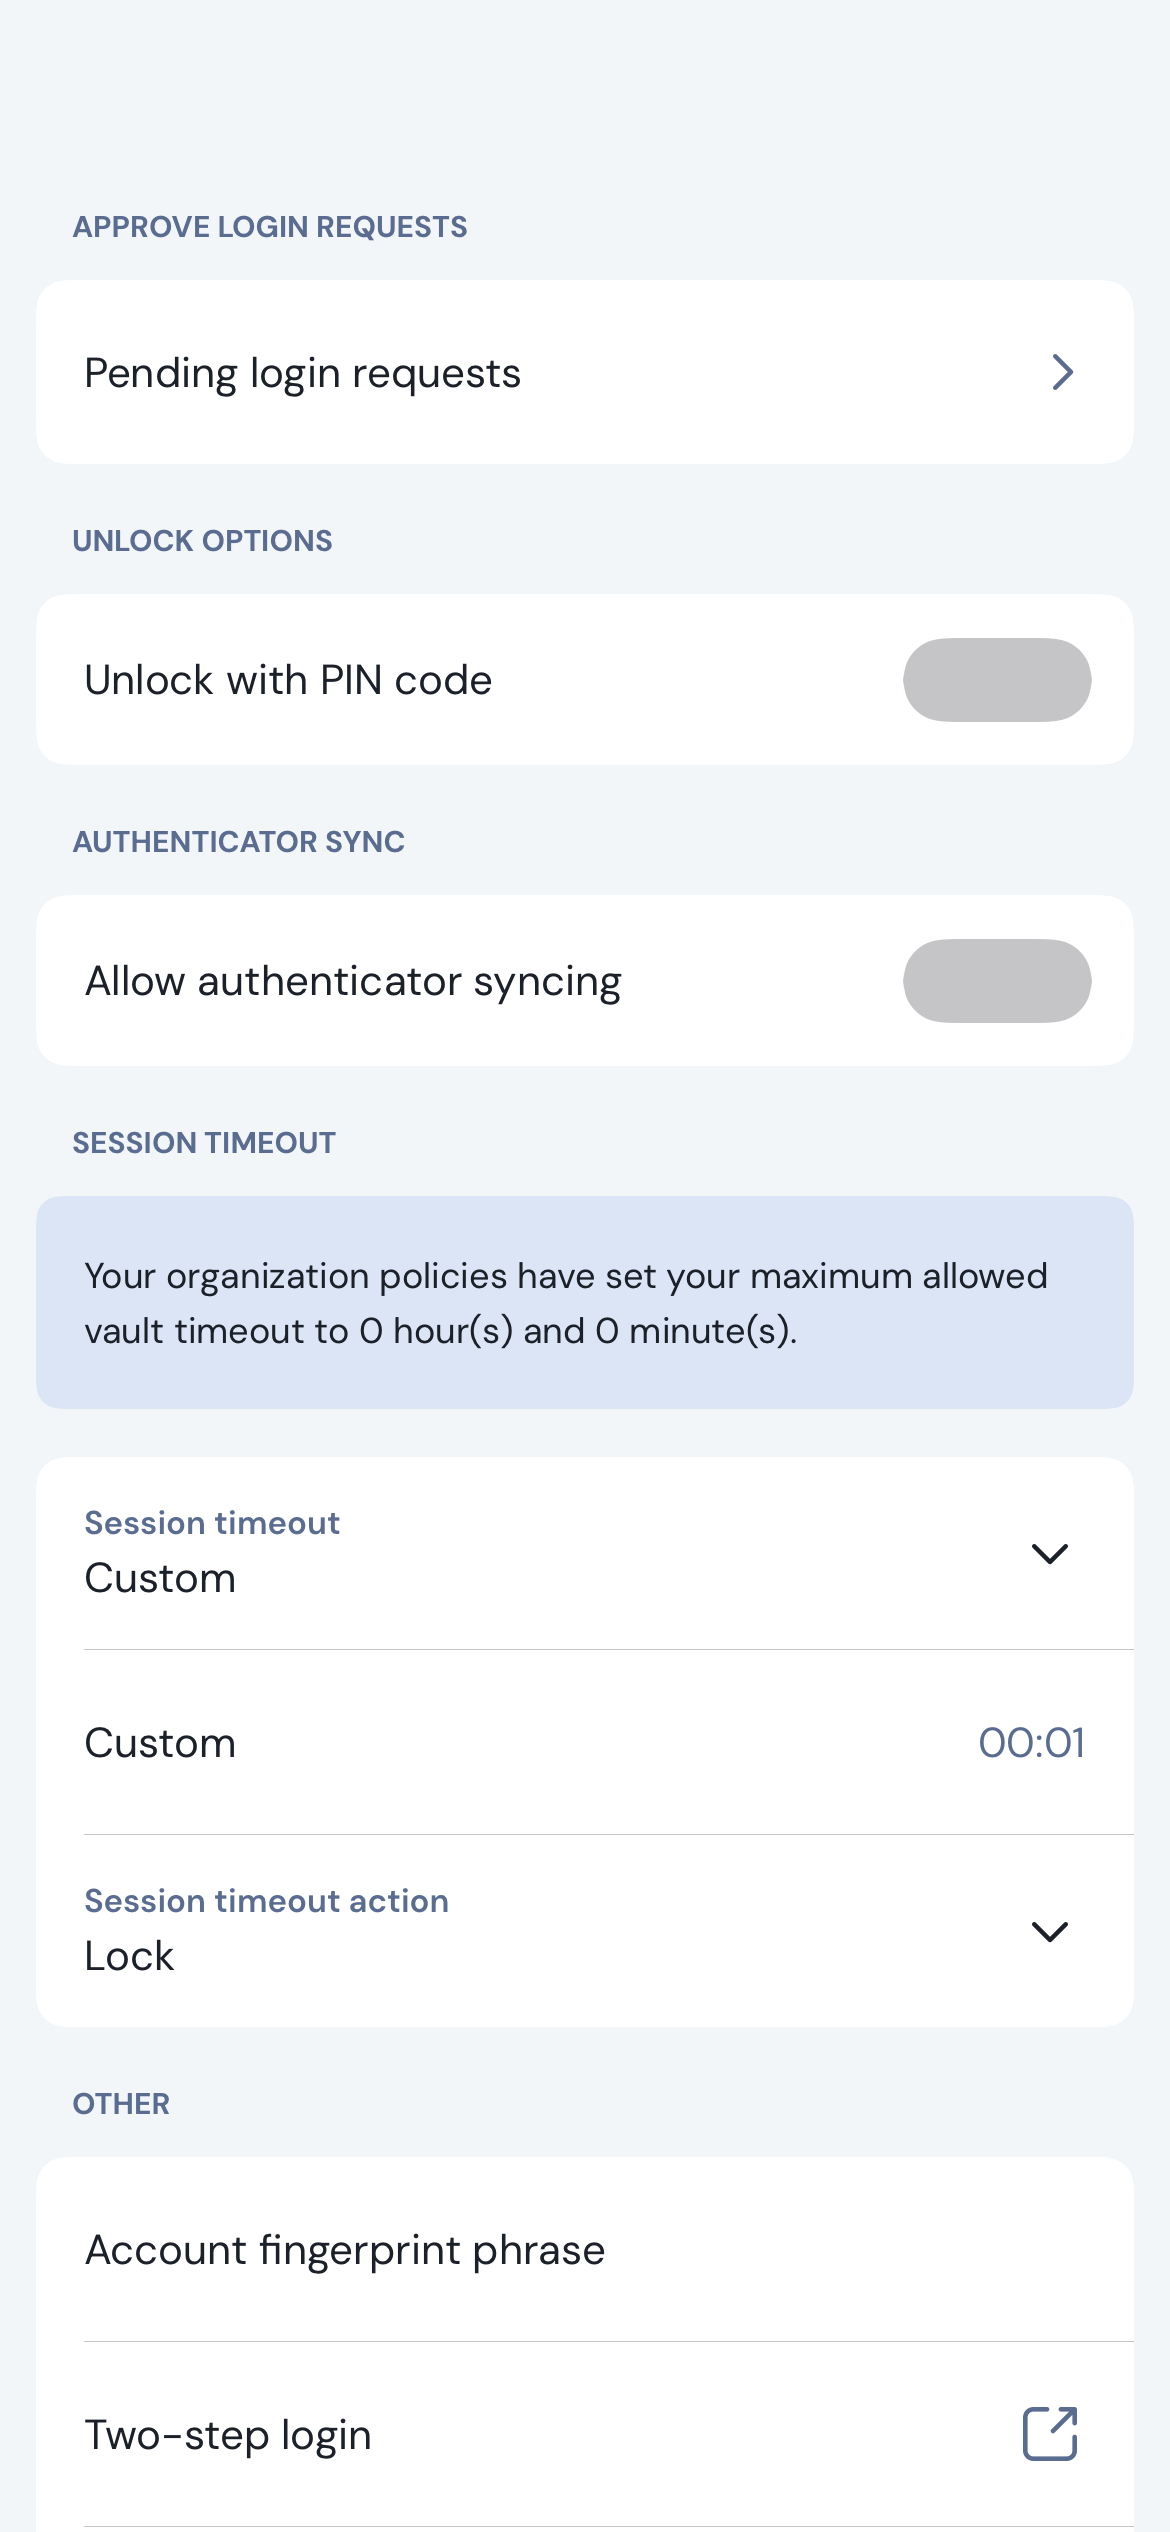 APPROVE LOGIN REQUESTS
Pending login requests
UNLOCK OPTIONS
Unlock with PIN code
AUTHENTICATOR SYNC
Allow authenticator syncing
SESSION TIMEOUT
Your organization policies have set your maximum allowed
vault timeout to 0 hour(s) and 0 minute(s).
Session timeout
Custom
Custom 00:01
Session timeout action
Lock
OTHER
Account fingerprint phrase
Two-step login